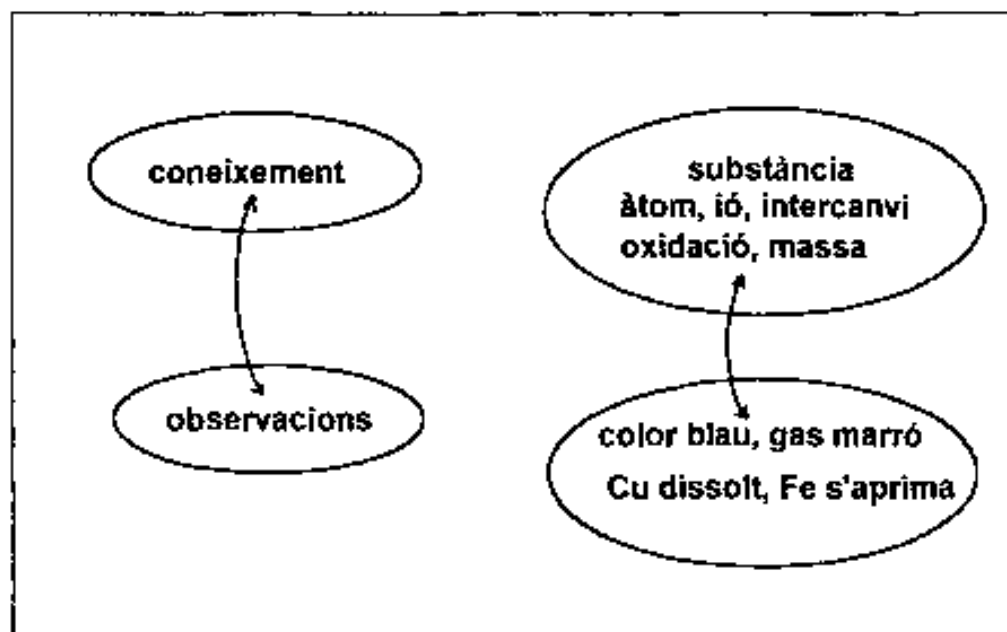 coneixement
observacions
substància
àtom, ió, intercanvi
oxidació, massa
color blau, gas marró
Cu dissolt, Fe s'aprima